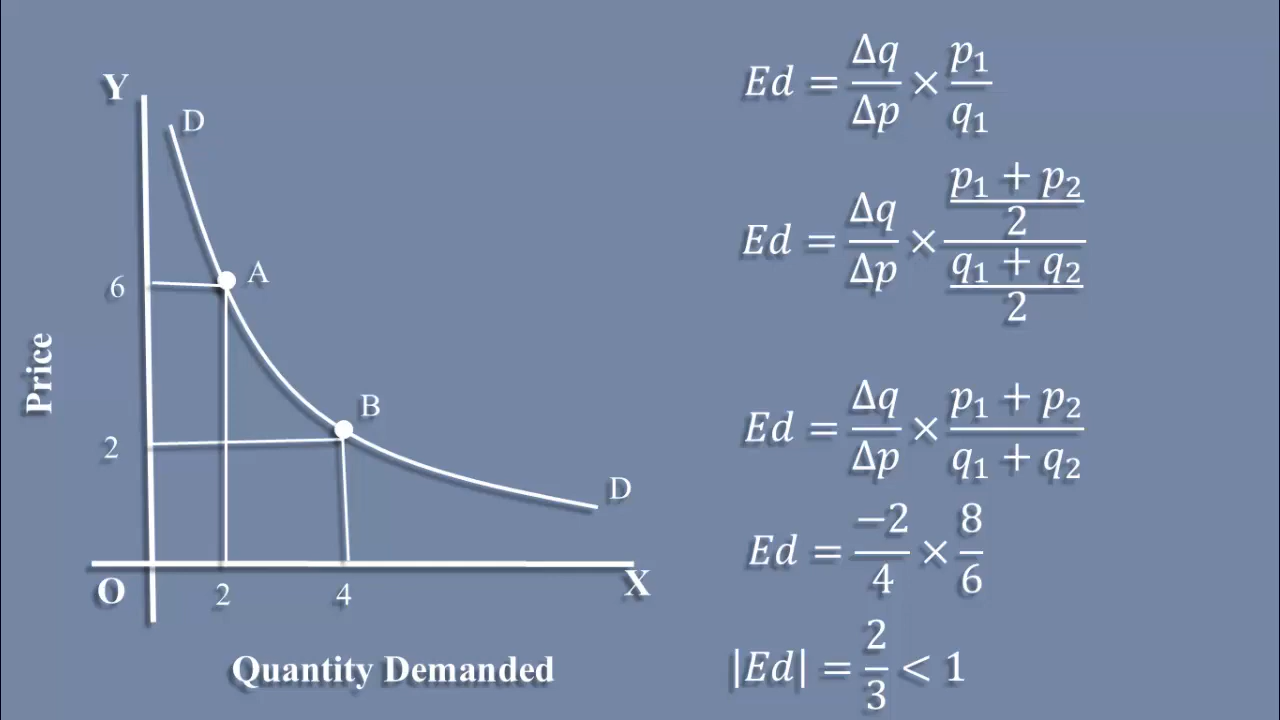 Y
D
6
A
Price
2
B
D
O
2
4
X
Quantity Demanded
Ed = Δq/Δp × p₁/q₁
Ed = Δq/Δp × ((p₁ + p₂)/2)/((q₁ + q₂)/2)
Ed = Δq/Δp × (p₁ + p₂)/(q₁ + q₂)
Ed = −2/4 × 8/6
|Ed| = 2/3 < 1